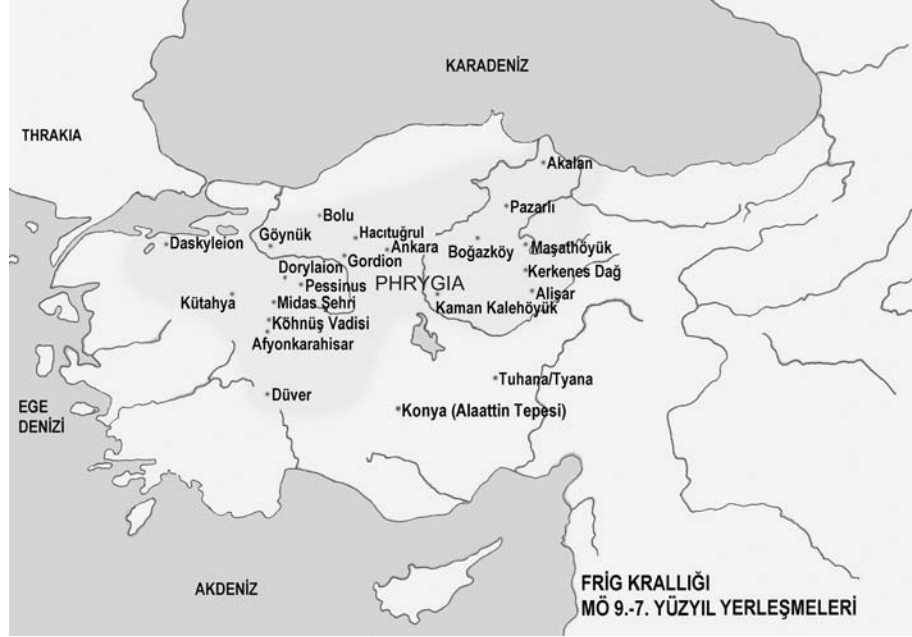 KARADENİZ
THRAKIA
Akalan
Pazarlı
Bolu
Hacıtuğrul
Göynük
Daskyleion
Ankara
Boğazköy
Maşathöyük
Gordion
Dorylaion
Kerkenes Dağ
Pessinus
PHRYGIA
Alişar
Kütahya
Midas Şehri
Kaman Kalehöyük
Köhnüş Vadisi
Afyonkarahisar
Tuhana/Tyana
Düver
EGE
DENİZİ
Konya (Alaattin Tepesi)
AKDENİZ
FRİG KRALLIĞI
MÖ 9.-7. YÜZYIL YERLEŞMELERİ